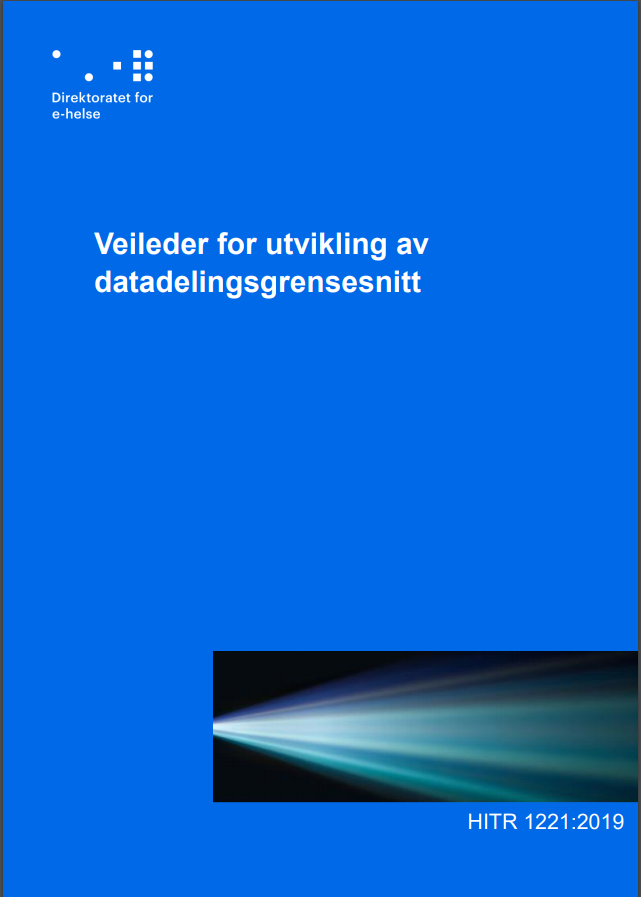 Direktoratet for
e-helse
Veileder for utvikling av
datadelingsgrensesnitt
HITR 1221:2019